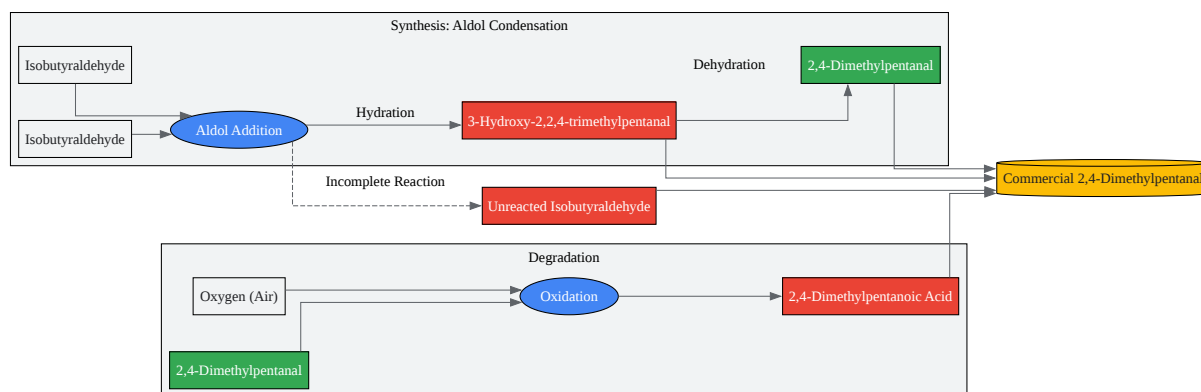 Synthesis: Aldol Condensation
Isobutyraldehyde
Dehydration
2,4-Dimethylpentanal
Hydration
3-Hydroxy-2,2,4-trimethylpentanal
Aldol Addition
Isobutyraldehyde
Commercial 2,4-Dimethylpentanal
Incomplete Reaction
Unreacted Isobutyraldehyde
Degradation
Oxygen (Air)
Oxidation
2,4-Dimethylpentanoic Acid
2,4-Dimethylpentanal